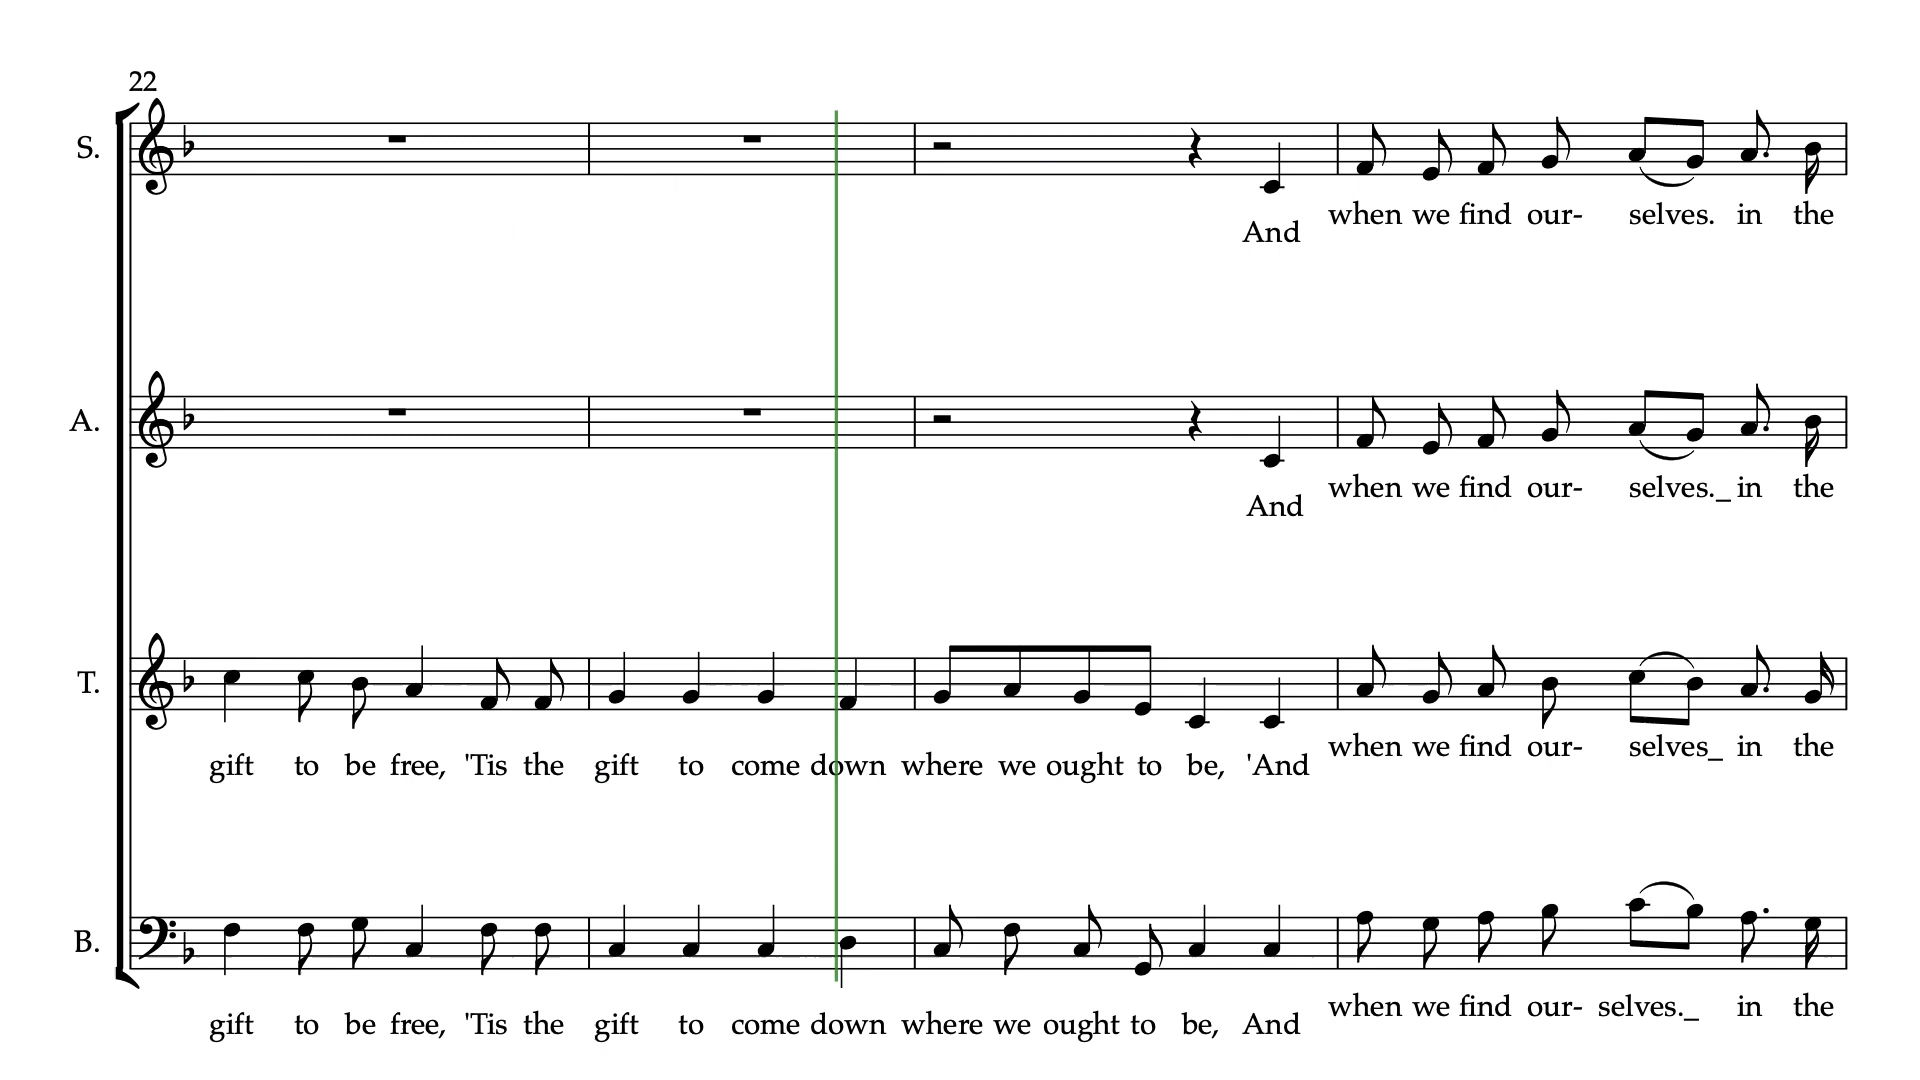 22
S.
when we find our- selves. in the
And
A.
when we find our- selves._ in the
And
T.
when we find our- selves_ in the
gift to be free, 'Tis the gift to come down where we ought to be, 'And
B.
when we find our- selves._ in the
gift to be free, 'Tis the gift to come down where we ought to be, And